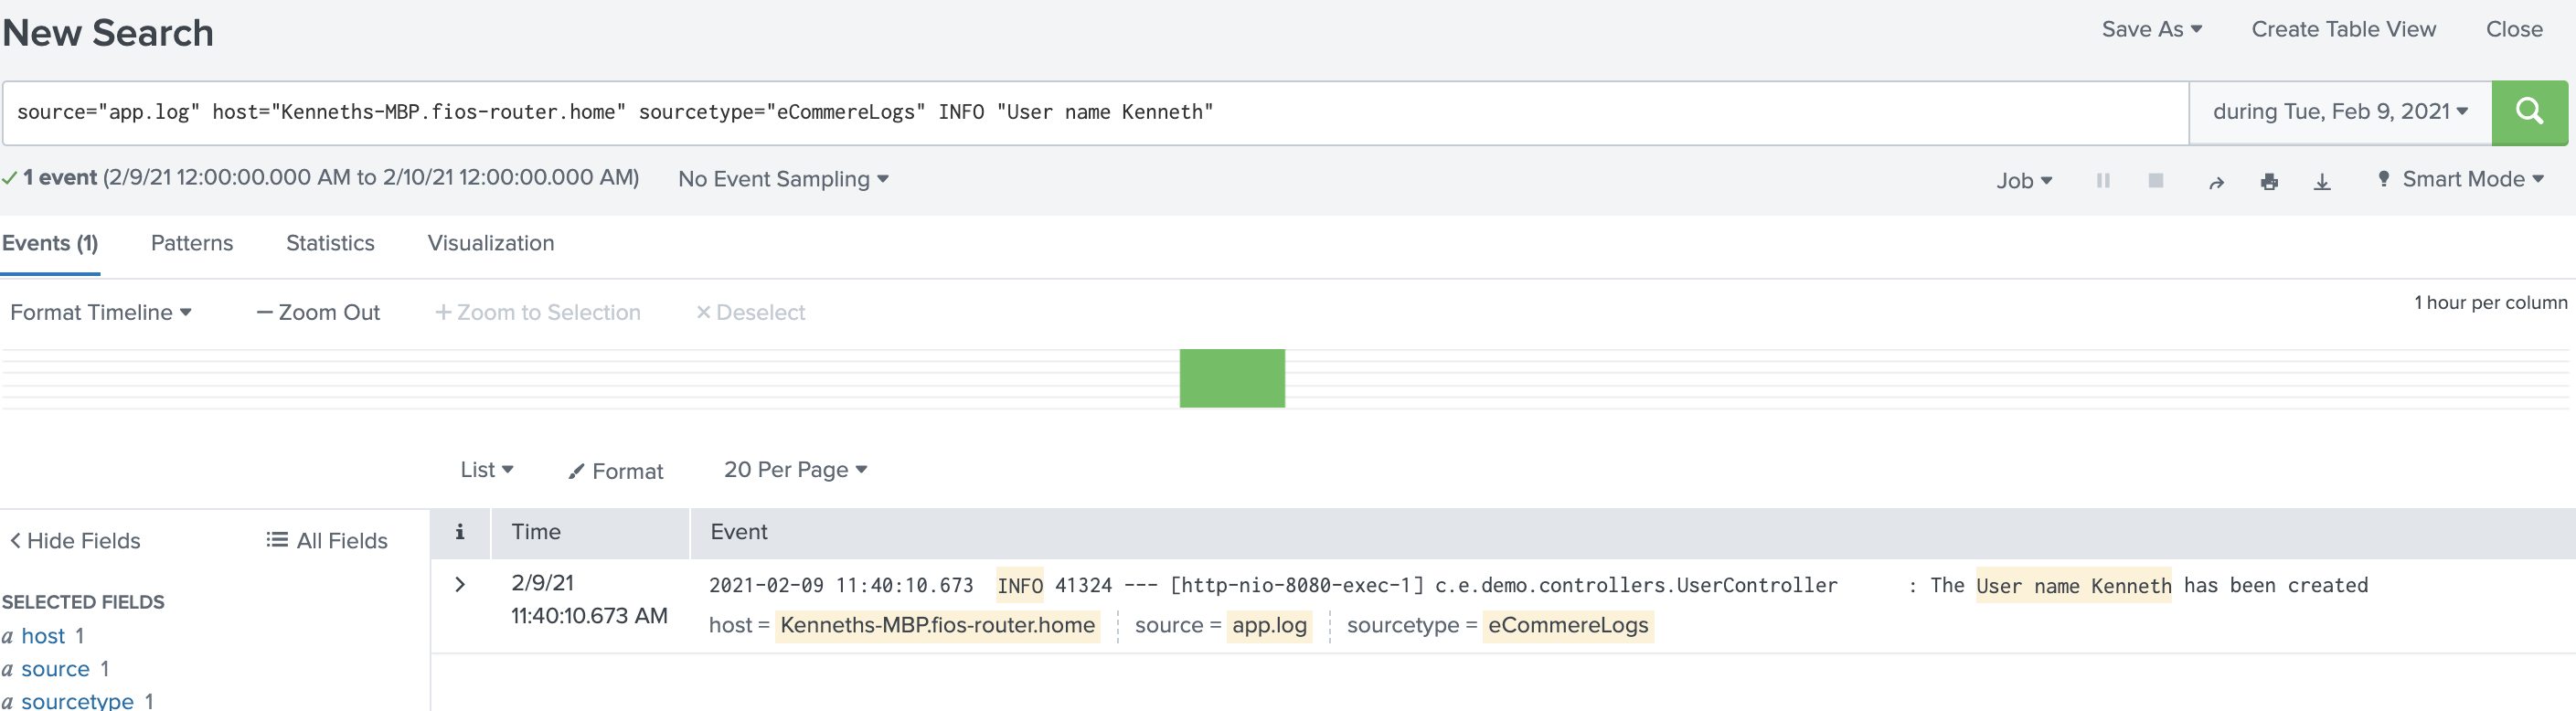 New Search
Save As
Create Table View
Close
source="app.log" host="Kenneths-MBP.fios-router.home" sourcetype="eCommereLogs" INFO "User name Kenneth"
during Tue, Feb 9, 2021
1 event (2/9/21 12:00:00.000 AM to 2/10/21 12:00:00.000 AM)
No Event Sampling
Job
Smart Mode
Events (1)
Patterns
Statistics
Visualization
Format Timeline
— Zoom Out
+ Zoom to Selection
× Deselect
1 hour per column
List
Format
20 Per Page
< Hide Fields
All Fields
i
Time
Event
SELECTED FIELDS
a host 1
a source 1
a sourcetype 1
>
2/9/21
11:40:10.673 AM
2021-02-09 11:40:10.673  INFO 41324 --- [http-nio-8080-exec-1] c.e.demo.controllers.UserController      : The User name Kenneth has been created
host = Kenneths-MBP.fios-router.home
source = app.log
sourcetype = eCommereLogs